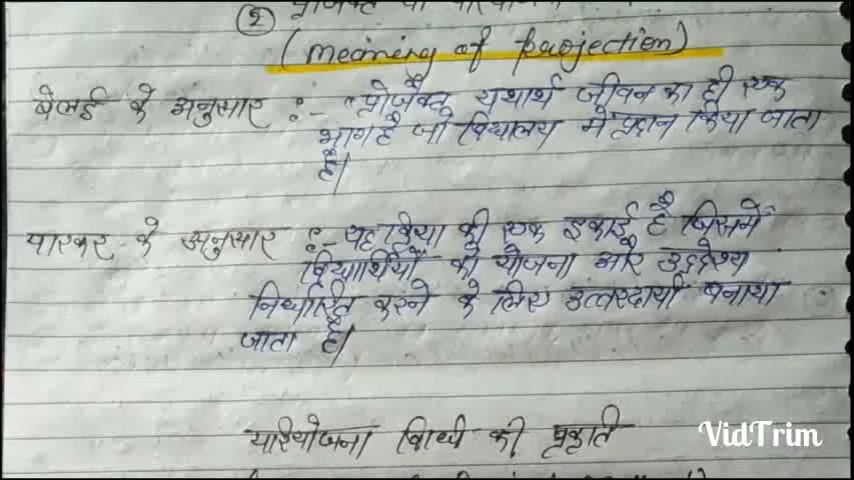 2
(meaning of projection)
बेलार्ड के अनुसार :- "प्रोजैक्ट यथार्थ जीवन का ही एक
भाग है जो विद्यालय में प्रदान किया जाता
है।
पारकर के अनुसार :- यह क्रिया की एक इकाई है जिसमें
विद्यार्थियों को योजना और उद्देश्य
निर्धारित करने के लिए उत्तरदायी बनाया
जाता है।
परियोजना विधि की प्रकृति
VidTrim